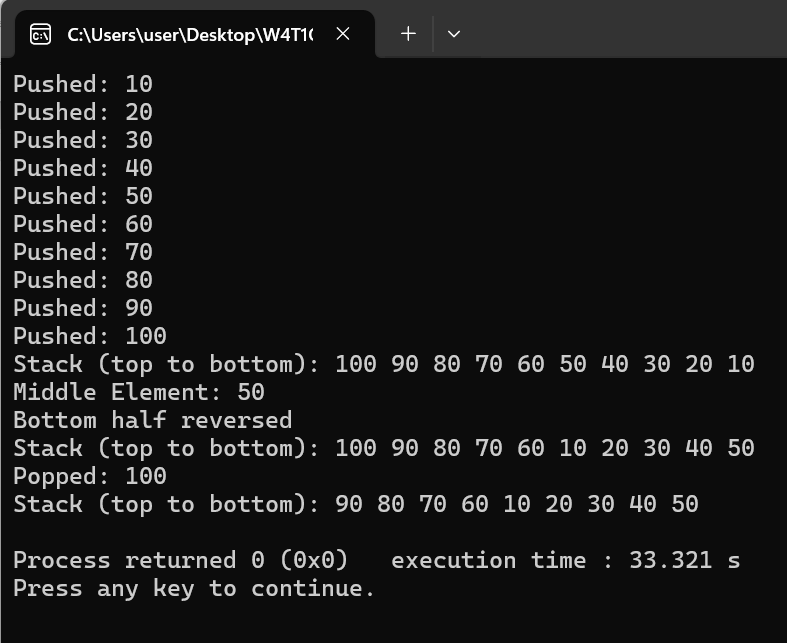 C:\Users\user\Desktop\W4T1
Pushed: 10
Pushed: 20
Pushed: 30
Pushed: 40
Pushed: 50
Pushed: 60
Pushed: 70
Pushed: 80
Pushed: 90
Pushed: 100
Stack (top to bottom): 100 90 80 70 60 50 40 30 20 10
Middle Element: 50
Bottom half reversed
Stack (top to bottom): 100 90 80 70 60 10 20 30 40 50
Popped: 100
Stack (top to bottom): 90 80 70 60 10 20 30 40 50
Process returned 0 (0x0)   execution time : 33.321 s
Press any key to continue.